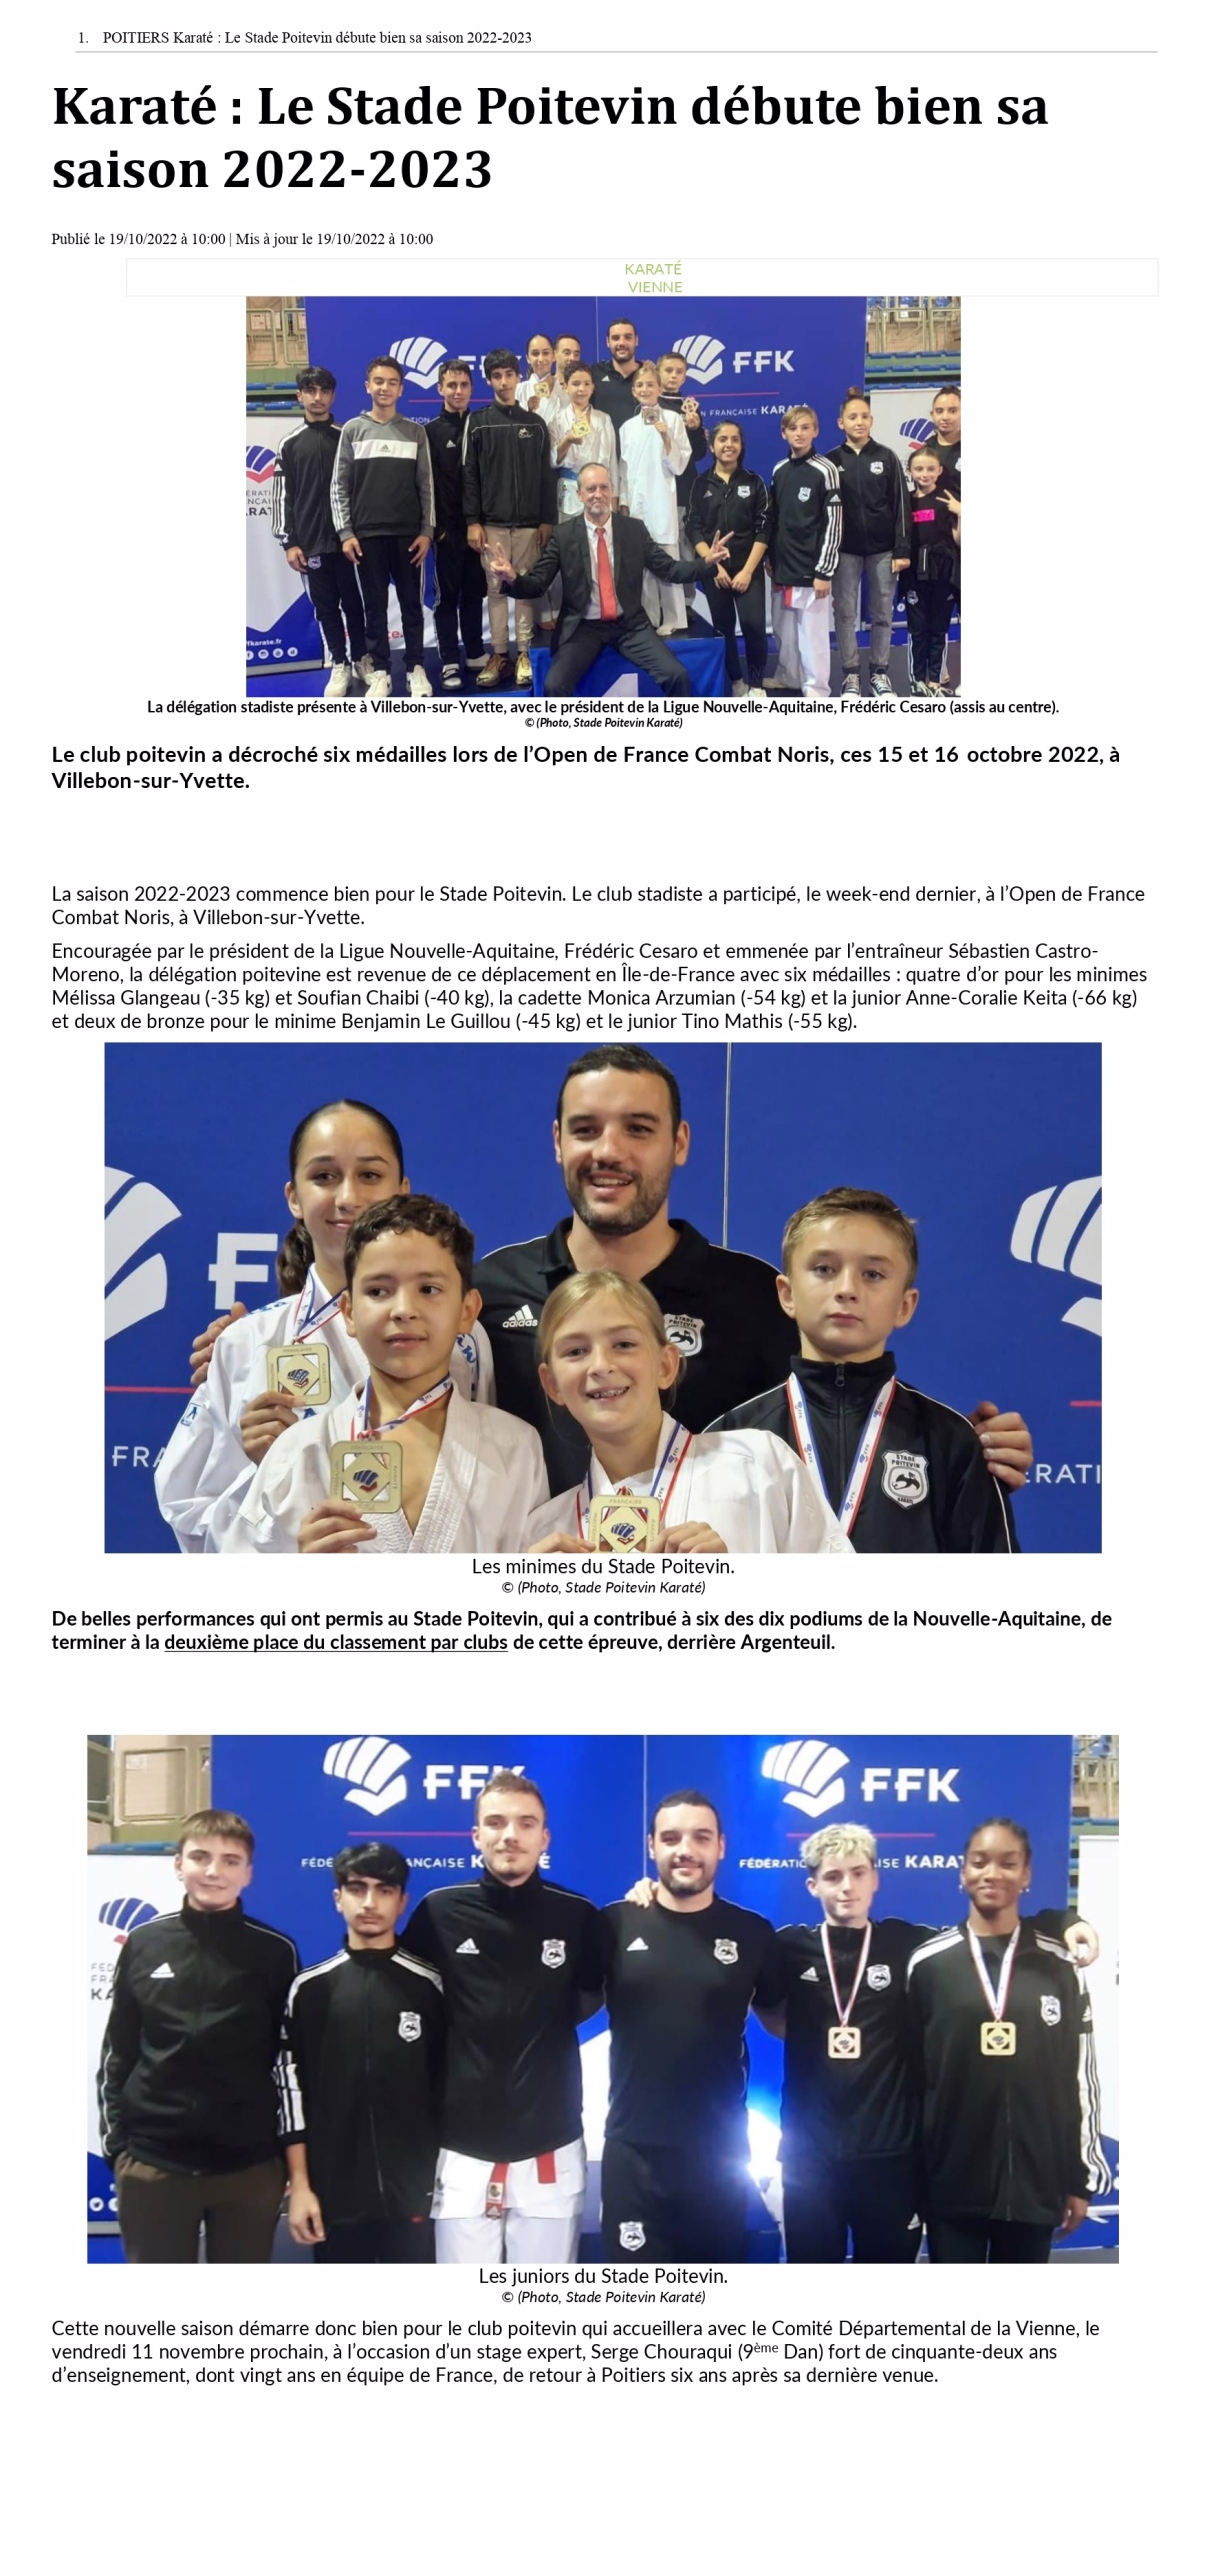 1. POITIERS Karaté : Le Stade Poitevin débute bien sa saison 2022-2023
Karaté : Le Stade Poitevin débute bien sa
saison 2022-2023
Publié le 19/10/2022 à 10:00 | Mis à jour le 19/10/2022 à 10:00
KARATÉ
VIENNE
FFK
N FRANÇAISE KARATÉ
ffkarate.fr
La délégation stadiste présente à Villebon-sur-Yvette, avec le président de la Ligue Nouvelle-Aquitaine, Frédéric Cesaro (assis au centre).
© (Photo, Stade Poitevin Karaté)
Le club poitevin a décroché six médailles lors de l’Open de France Combat Noris, ces 15 et 16 octobre 2022, à
Villebon-sur-Yvette.
La saison 2022-2023 commence bien pour le Stade Poitevin. Le club stadiste a participé, le week-end dernier, à l’Open de France
Combat Noris, à Villebon-sur-Yvette.
Encouragée par le président de la Ligue Nouvelle-Aquitaine, Frédéric Cesaro et emmenée par l’entraîneur Sébastien Castro-
Moreno, la délégation poitevine est revenue de ce déplacement en Île-de-France avec six médailles : quatre d’or pour les minimes
Mélissa Glangeau (-35 kg) et Soufian Chaibi (-40 kg), la cadette Monica Arzumian (-54 kg) et la junior Anne-Coralie Keita (-66 kg)
et deux de bronze pour le minime Benjamin Le Guillou (-45 kg) et le junior Tino Mathis (-55 kg).
F
adidas
STADE
POITEVIN
FRA
STADE
POITEVIN
KARATE
ERATI
Les minimes du Stade Poitevin.
© (Photo, Stade Poitevin Karaté)
De belles performances qui ont permis au Stade Poitevin, qui a contribué à six des dix podiums de la Nouvelle-Aquitaine, de
terminer à la deuxième place du classement par clubs de cette épreuve, derrière Argenteuil.
FFK
FFK
FÉDÉ ANÇAISE K É
FÉDÉRATIO ISE KARAT
Les juniors du Stade Poitevin.
© (Photo, Stade Poitevin Karaté)
Cette nouvelle saison démarre donc bien pour le club poitevin qui accueillera avec le Comité Départemental de la Vienne, le
vendredi 11 novembre prochain, à l’occasion d’un stage expert, Serge Chouraqui (9ème Dan) fort de cinquante-deux ans
d’enseignement, dont vingt ans en équipe de France, de retour à Poitiers six ans après sa dernière venue.